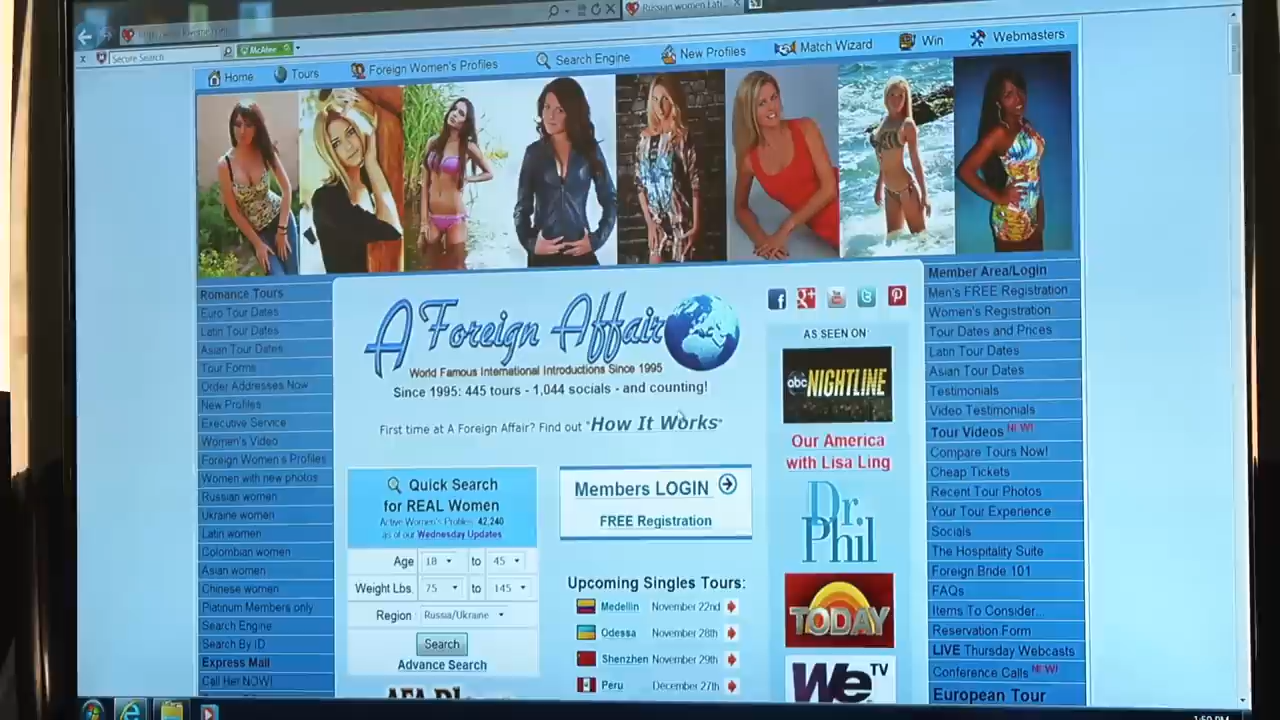 Russian women Lati
Secure Search
McAfee
Home
Tours
Foreign Women's Profiles
Search Engine
New Profiles
Match Wizard
Win
Webmasters
Romance Tours
Euro Tour Dates
Latin Tour Dates
Asian Tour Dates
Tour Forms
Order Addresses Now
New Profiles
Executive Service
Women's Video
Foreign Women's Profiles
Women with new photos
Russian women
Ukraine women
Latin women
Colombian women
Asian women
Chinese women
Platinum Members only
Search Engine
Search By ID
Express Mail
Call Her NOW!
A Foreign Affair
World Famous International Introductions Since 1995
Since 1995: 445 tours - 1,044 socials - and counting!
First time at A Foreign Affair? Find out "How It Works"
Quick Search
for REAL Women
Active Women's Profiles 42,240
as of our Wednesday Updates
Age 18 to 45
Weight Lbs. 75 to 145
Region Russia/Ukraine
Search
Advance Search
Members LOGIN
FREE Registration
Upcoming Singles Tours:
Medellin November 22nd
Odessa November 28th
Shenzhen November 29th
Peru December 27th
AS SEEN ON:
abc NIGHTLINE
Our America
with Lisa Ling
Dr.
Phil
TODAY
We TV
Member Area/Login
Men's FREE Registration
Women's Registration
Tour Dates and Prices
Latin Tour Dates
Asian Tour Dates
Testimonials
Video Testimonials
Tour Videos NEW!
Compare Tours Now!
Cheap Tickets
Recent Tour Photos
Your Tour Experience
Socials
The Hospitality Suite
Foreign Bride 101
FAQs
Items To Consider...
Reservation Form
LIVE Thursday Webcasts
Conference Calls NEW!
European Tour